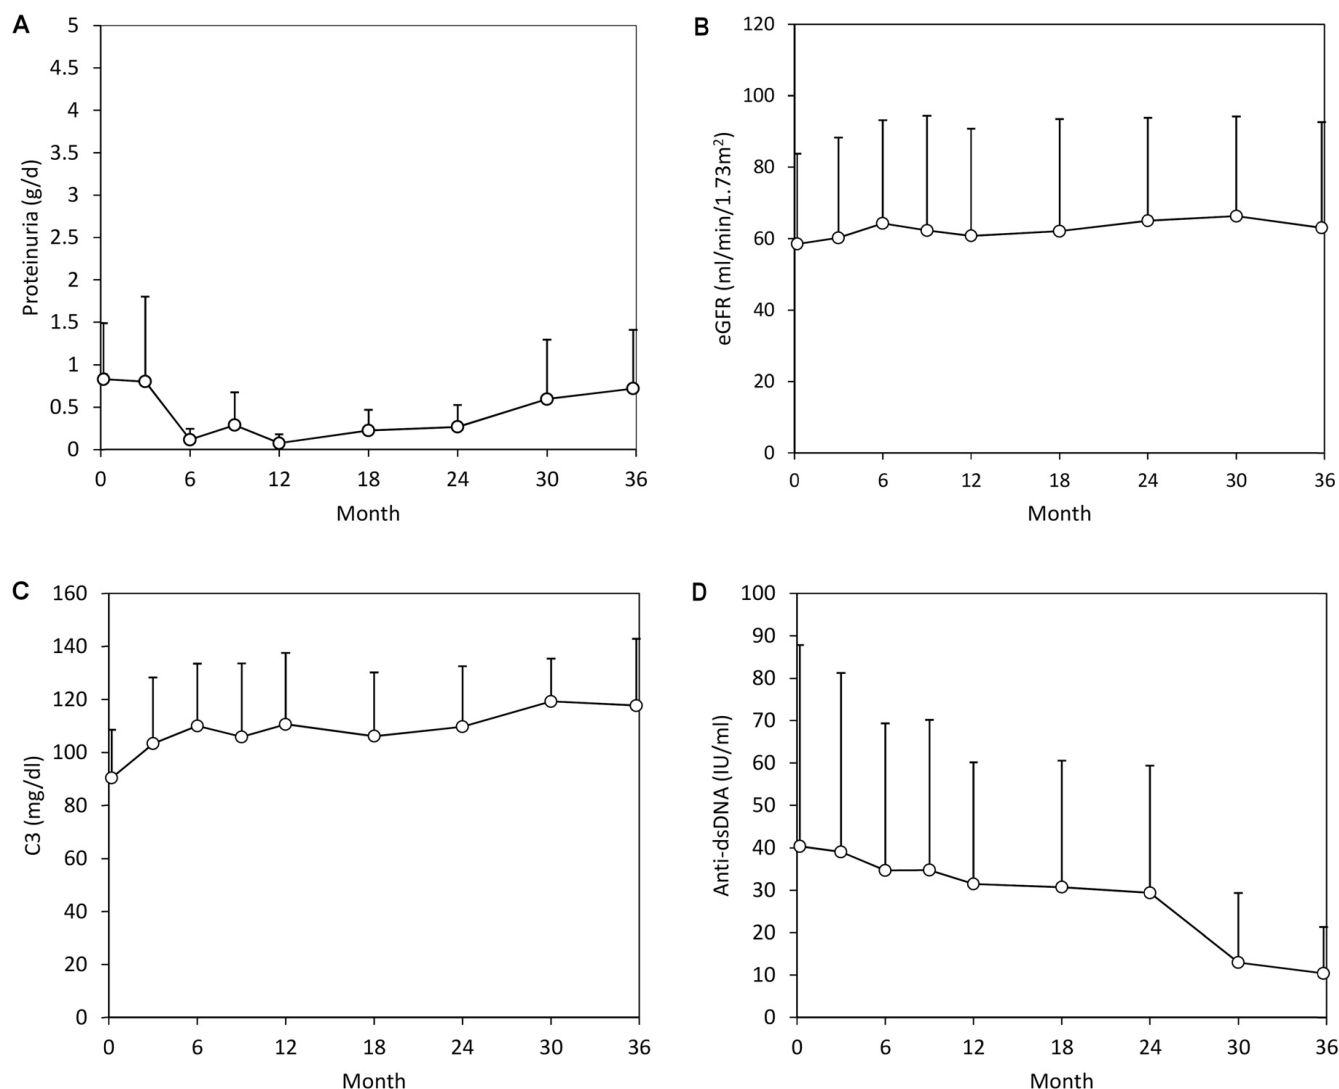 A
5
4.5
4
3.5
3
2.5
2
1.5
1
0.5
0
Proteinuria (g/d)
0 6 12 18 24 30 36
Month
B
120
100
80
60
40
20
0
eGFR (ml/min/1.73m²)
0 6 12 18 24 30 36
Month
C
160
140
120
100
80
60
40
20
0
C3 (mg/dl)
0 6 12 18 24 30 36
Month
D
100
90
80
70
60
50
40
30
20
10
0
Anti-dsDNA (IU/ml)
0 6 12 18 24 30 36
Month